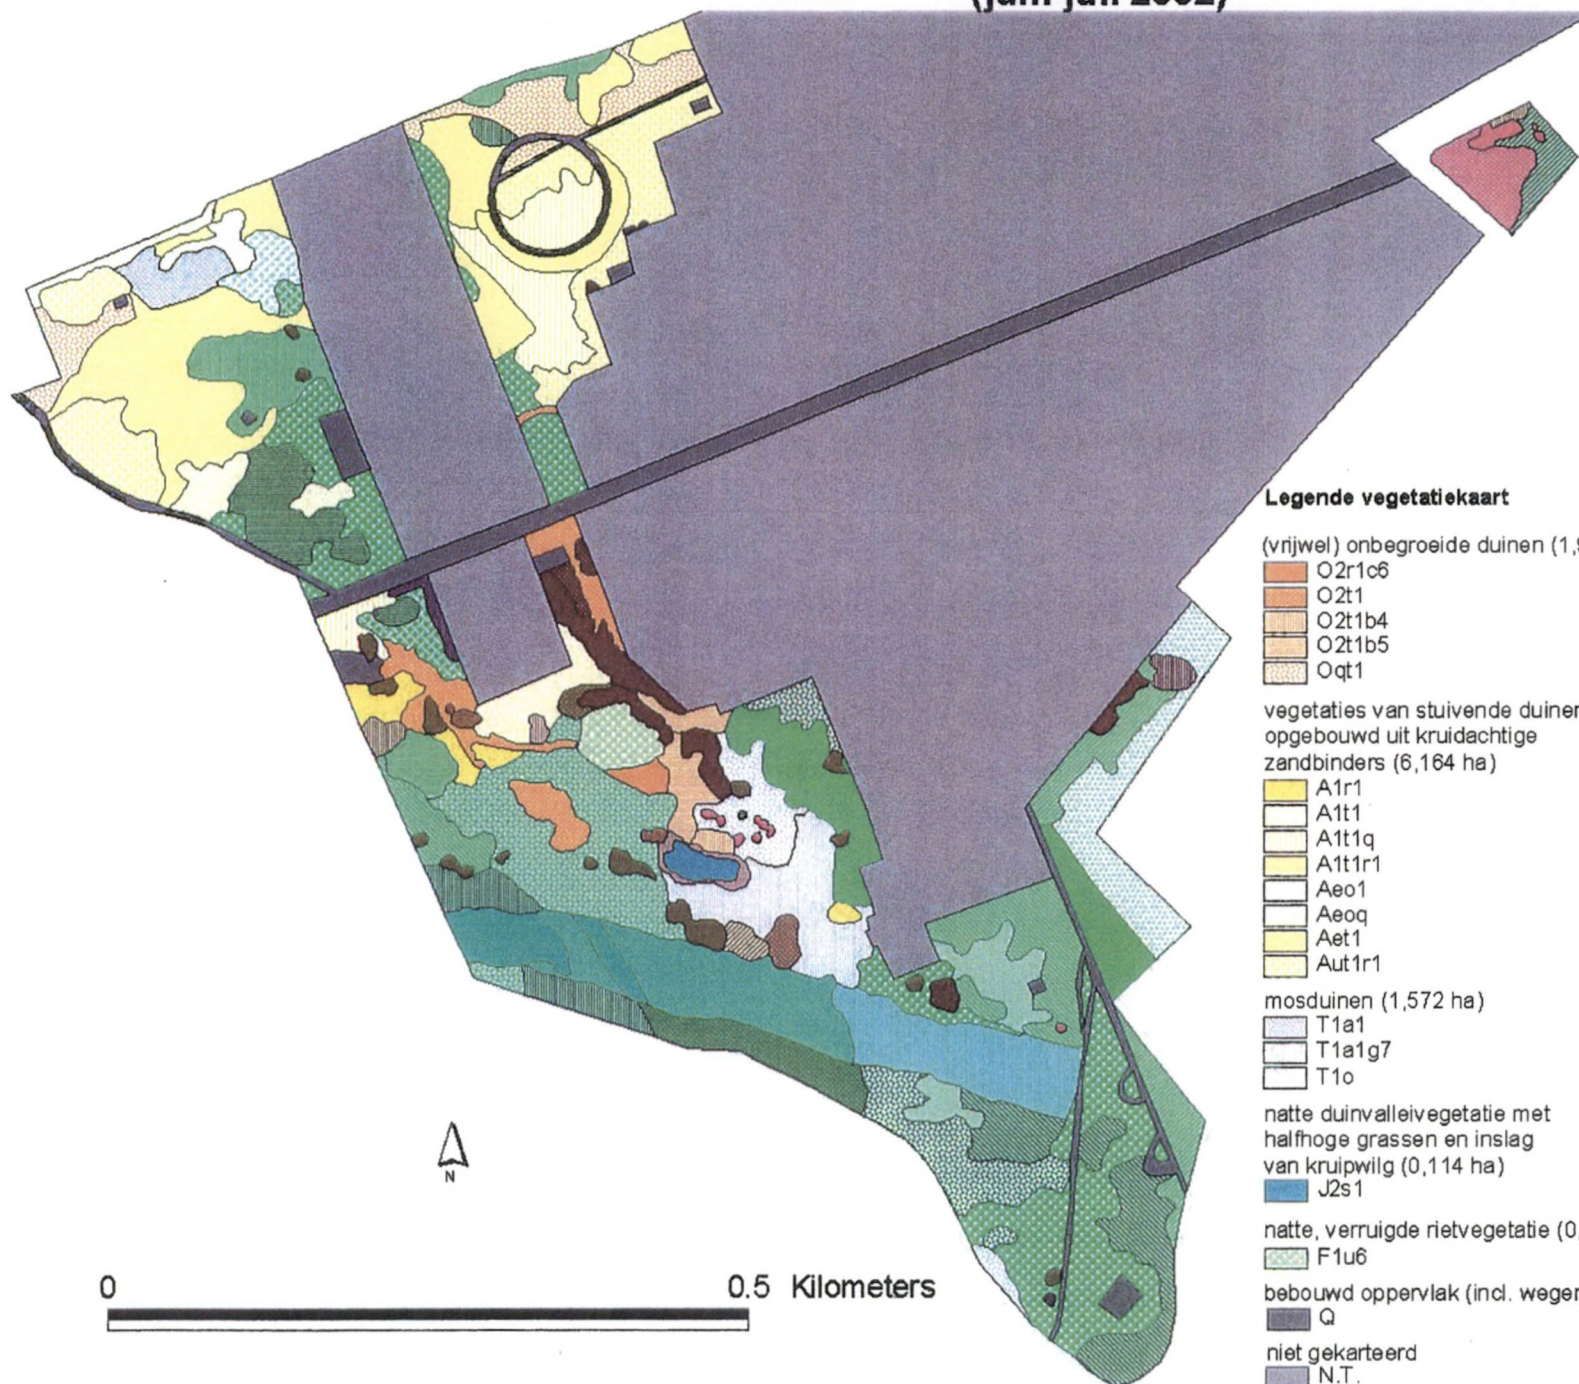 Legende vegetatiekaart
(vrijwel) onbegroeide duinen (1,
O2r1c6
O2t1
O2t1b4
O2t1b5
Oqt1
vegetaties van stuivende duinen
opgebouwd uit kruidachtige
zandbinders (6,164 ha)
A1r1
A1t1
A1t1q
A1t1r1
Aeo1
Aeoq
Aet1
Aut1r1
mosduinen (1,572 ha)
T1a1
T1a1g7
T1o
natte duinvalleivegetatie met
halfhoge grassen en inslag
van kruipwilg (0,114 ha)
J2s1
natte, verruigde rietvegetatie (0,
F1u6
bebouwd oppervlak (incl. wegen
Q
niet gekarteerd
N.T.
N
0 0.5 Kilometers